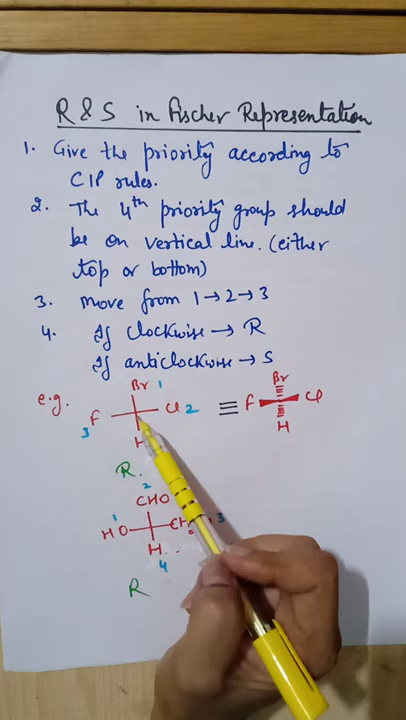 R & S in Fischer Representation
1. Give the priority according to
CIP rules.
2. The 4th priority group should
be on vertical line. (either
top or bottom)
3. Move from 1→2→3
4. If clockwise → R
If anticlockwise → S
e.g. Br 1 Br
F Cl 2 ≡ F Cl
3
H H
R
2
CHO
1 3
HO
H
4
R